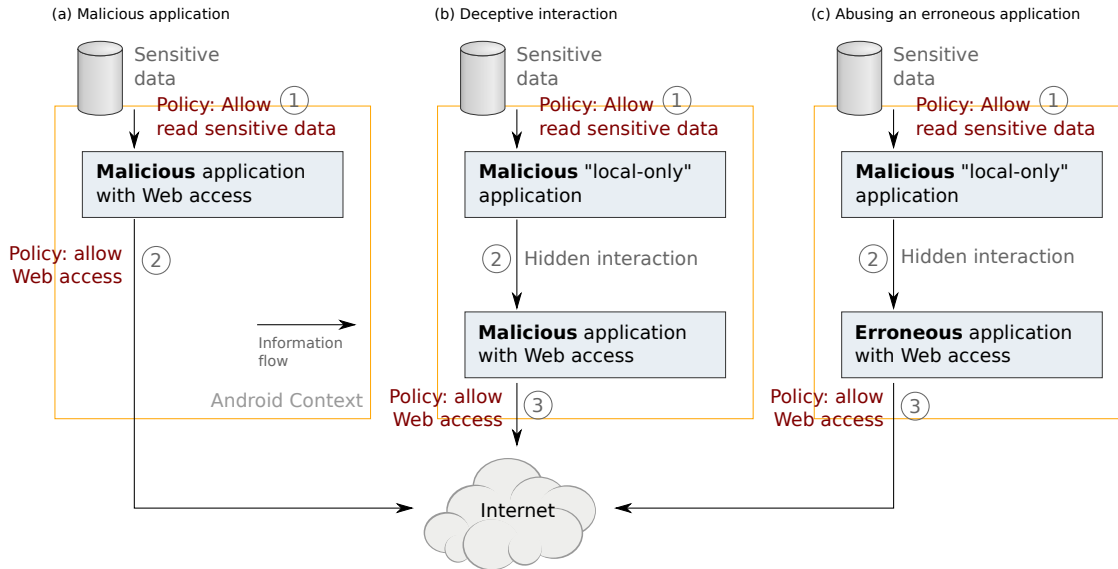 (a) Malicious application
Sensitive
data
Policy: Allow
read sensitive data
1
Malicious application
with Web access
Policy: allow
Web access
2
Information
flow
Android Context
(b) Deceptive interaction
Sensitive
data
Policy: Allow
read sensitive data
1
Malicious "local-only"
application
2
Hidden interaction
Malicious application
with Web access
Policy: allow
Web access
3
(c) Abusing an erroneous application
Sensitive
data
Policy: Allow
read sensitive data
1
Malicious "local-only"
application
2
Hidden interaction
Erroneous application
with Web access
Policy: allow
Web access
3
Internet